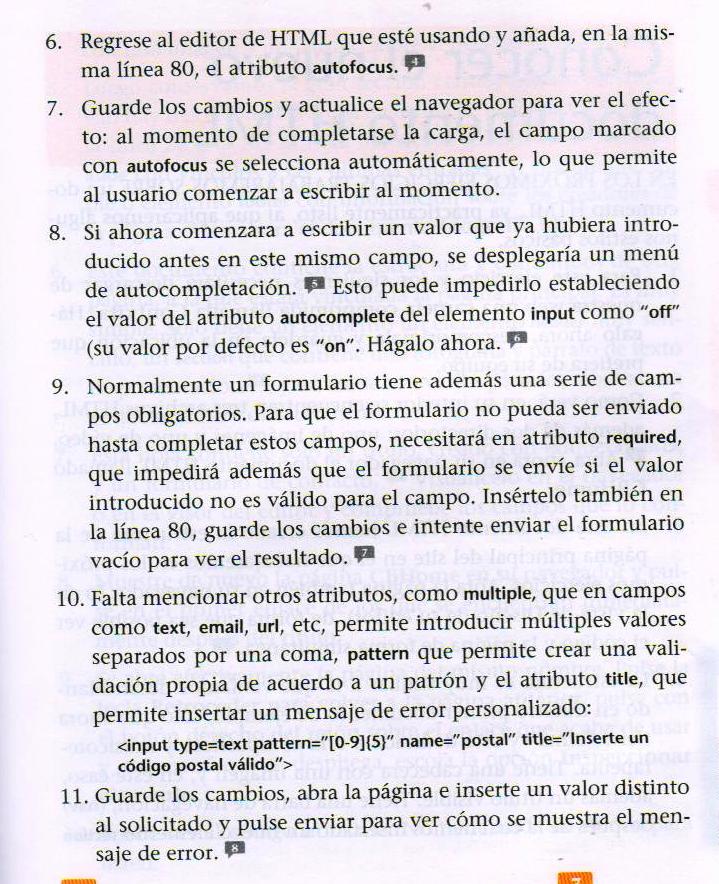 6. Regrese al editor de HTML que esté usando y añada, en la mis-
ma línea 80, el atributo autofocus. 4
7. Guarde los cambios y actualice el navegador para ver el efec-
to: al momento de completarse la carga, el campo marcado
con autofocus se selecciona automáticamente, lo que permite
al usuario comenzar a escribir al momento.
8. Si ahora comenzara a escribir un valor que ya hubiera intro-
ducido antes en este mismo campo, se desplegaría un menú
de autocompletación. 5 Esto puede impedirlo estableciendo
el valor del atributo autocomplete del elemento input como "off"
(su valor por defecto es "on". Hágalo ahora. 6
9. Normalmente un formulario tiene además una serie de cam-
pos obligatorios. Para que el formulario no pueda ser enviado
hasta completar estos campos, necesitará en atributo required,
que impedirá además que el formulario se envíe si el valor
introducido no es válido para el campo. Insértelo también en
la línea 80, guarde los cambios e intente enviar el formulario
vacío para ver el resultado. 7
10. Falta mencionar otros atributos, como multiple, que en campos
como text, email, url, etc, permite introducir múltiples valores
separados por una coma, pattern, que permite crear una vali-
dación propia de acuerdo a un patrón y el atributo title, que
permite insertar un mensaje de error personalizado:
<input type=text pattern="[0-9]{5}" name="postal" title="Inserte un
código postal válido">
11. Guarde los cambios, abra la página e inserte un valor distinto
al solicitado y pulse enviar para ver cómo se muestra el men-
saje de error. 8